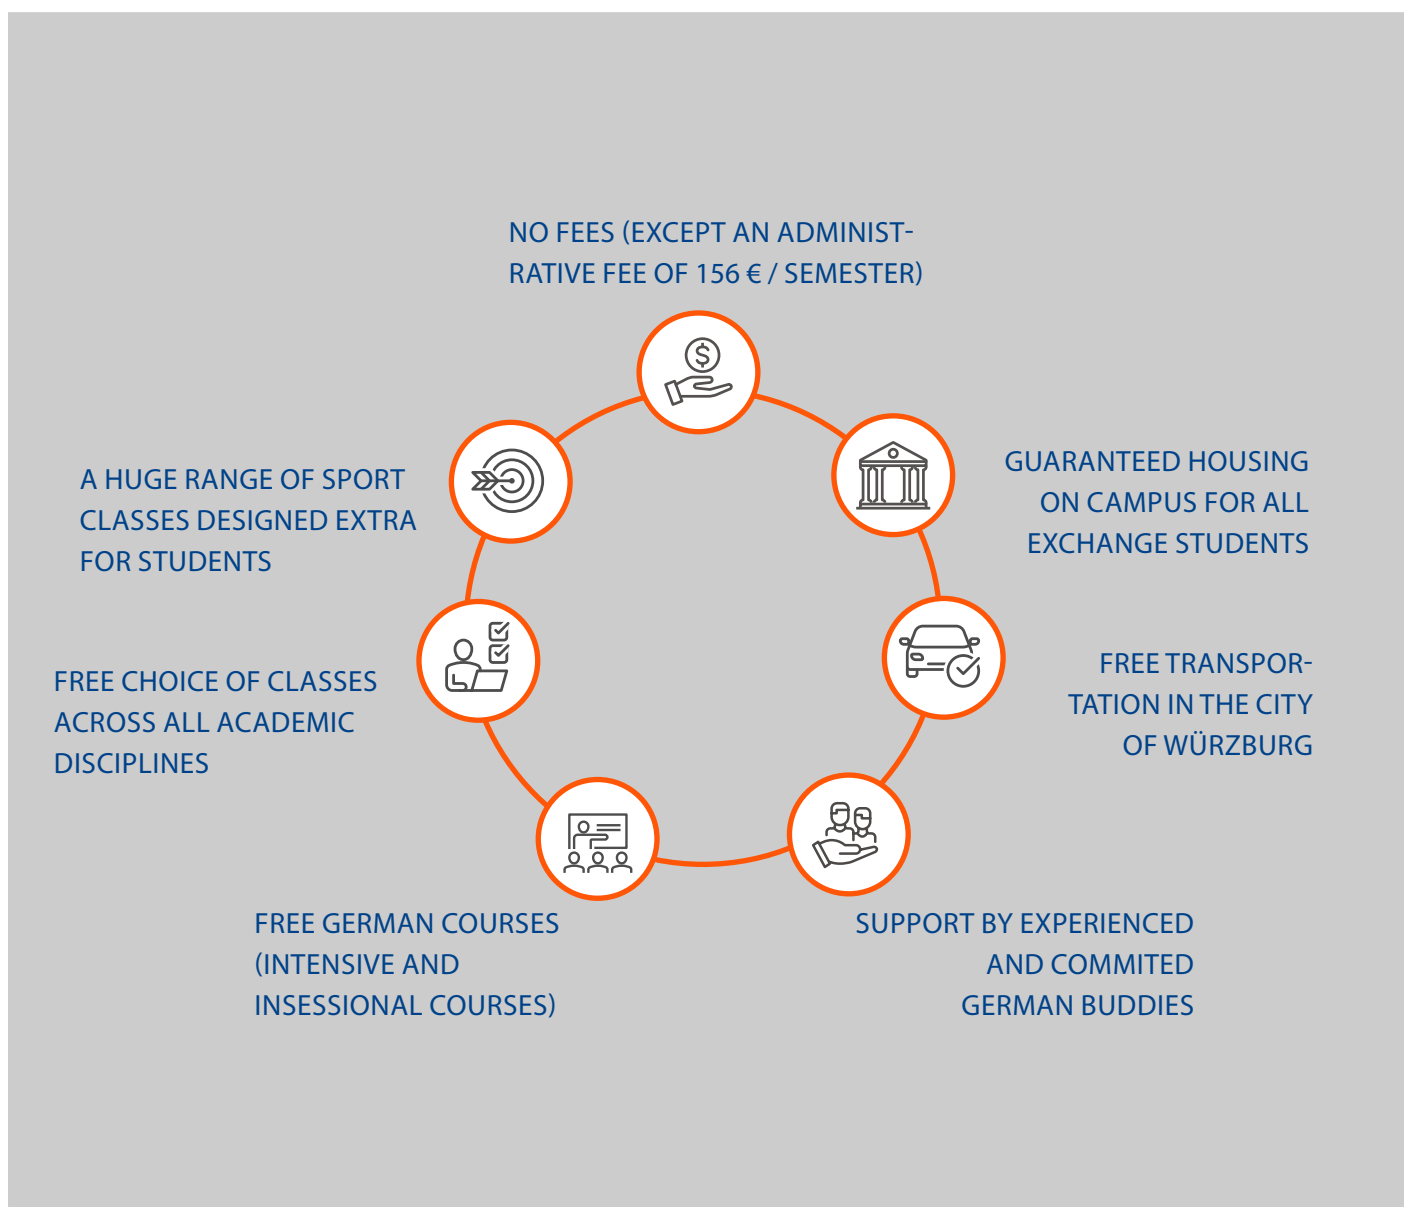 NO FEES (EXCEPT AN ADMINIST-
RATIVE FEE OF 156 € / SEMESTER)
GUARANTEED HOUSING
ON CAMPUS FOR ALL
EXCHANGE STUDENTS
FREE TRANSPOR-
TATION IN THE CITY
OF WÜRZBURG
SUPPORT BY EXPERIENCED
AND COMMITED
GERMAN BUDDIES
FREE GERMAN COURSES
(INTENSIVE AND
INSESSIONAL COURSES)
FREE CHOICE OF CLASSES
ACROSS ALL ACADEMIC
DISCIPLINES
A HUGE RANGE OF SPORT
CLASSES DESIGNED EXTRA
FOR STUDENTS
$